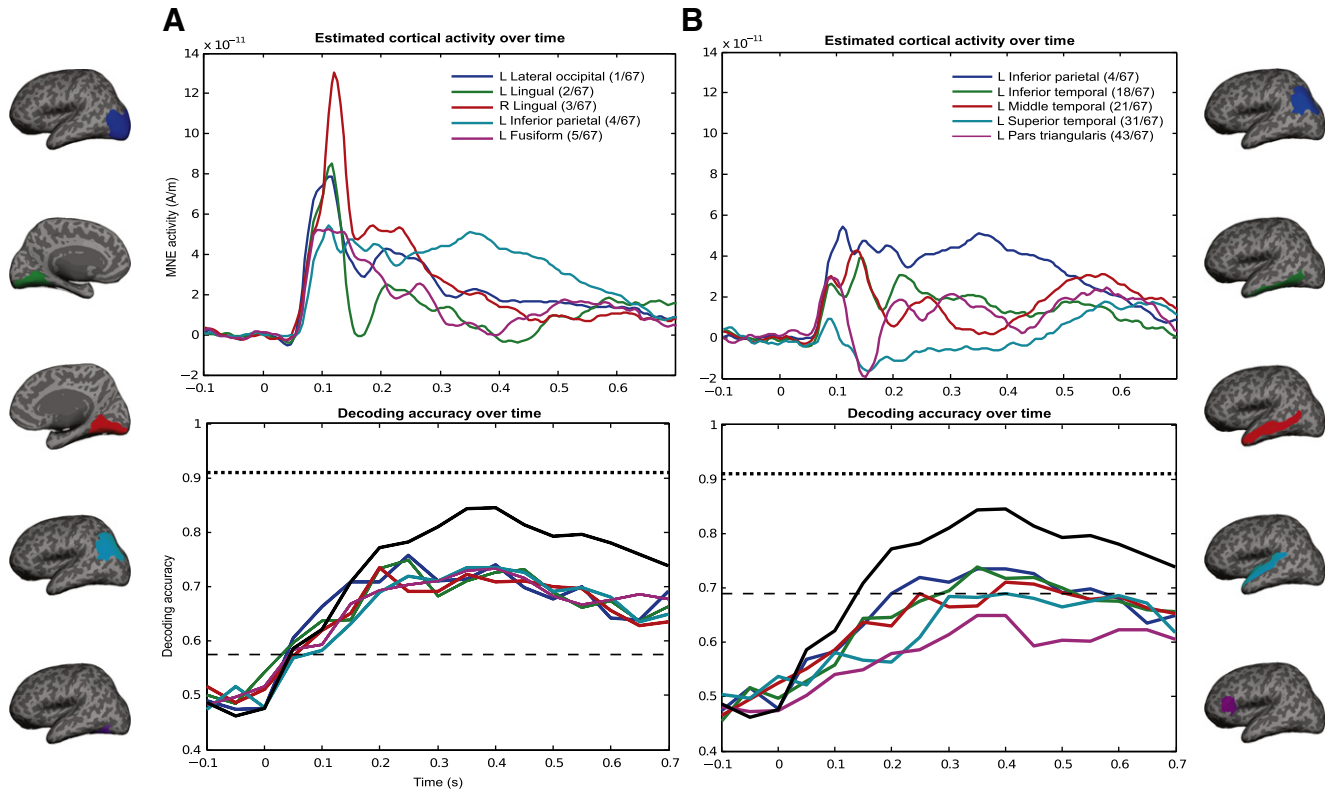 A
Estimated cortical activity over time
× 10⁻¹¹
14
12
10
8
6
4
2
0
−2
MNE activity (A/m)
L Lateral occipital (1/67)
L Lingual (2/67)
R Lingual (3/67)
L Inferior parietal (4/67)
L Fusiform (5/67)
−0.1 0 0.1 0.2 0.3 0.4 0.5 0.6
Decoding accuracy over time
1
0.9
0.8
0.7
0.6
0.5
0.4
Decoding accuracy
−0.1 0 0.1 0.2 0.3 0.4 0.5 0.6 0.7
Time (s)
B
Estimated cortical activity over time
× 10⁻¹¹
14
12
10
8
6
4
2
0
−2
L Inferior parietal (4/67)
L Inferior temporal (18/67)
L Middle temporal (21/67)
L Superior temporal (31/67)
L Pars triangularis (43/67)
−0.1 0 0.1 0.2 0.3 0.4 0.5 0.6
Decoding accuracy over time
1
0.9
0.8
0.7
0.6
0.5
0.4
−0.1 0 0.1 0.2 0.3 0.4 0.5 0.6 0.7